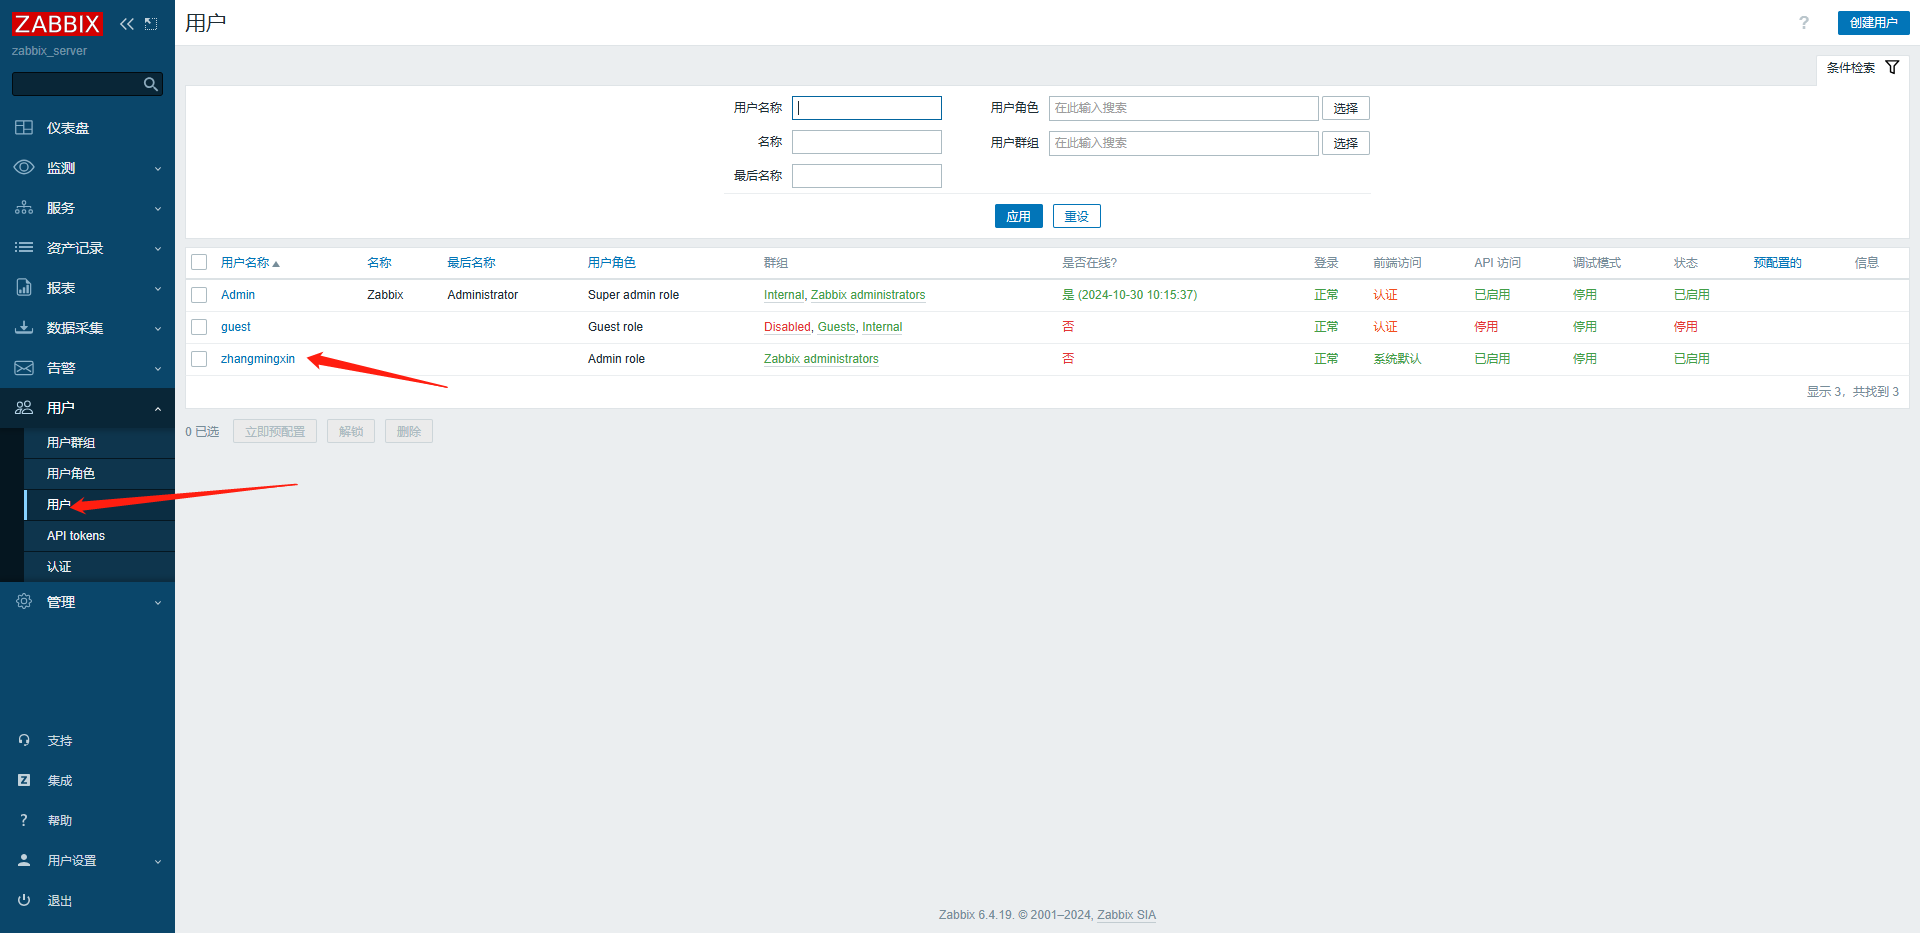 ZABBIX
zabbix_server
仪表盘
监测
服务
资产记录
报表
数据采集
告警
用户
用户群组
用户角色
用户
API tokens
认证
管理
支持
集成
帮助
用户设置
退出
用户
? 创建用户
条件检索
用户名称 用户角色 在此输入搜索 选择
名称 用户群组 在此输入搜索 选择
最后名称
应用 重设
用户名称 名称 最后名称 用户角色 群组 是否在线? 登录 前端访问 API 访问 调试模式 状态 预配置的 信息
Admin Zabbix Administrator Super admin role Internal, Zabbix administrators 是 (2024-10-30 10:15:37) 正常 认证 已启用 停用 已启用
guest Guest role Disabled, Guests, Internal 否 正常 认证 停用 停用 停用
zhangmingxin Admin role Zabbix administrators 否 正常 系统默认 已启用 停用 已启用
显示 3，共找到 3
0 已选 立即预配置 解锁 删除
Zabbix 6.4.19. © 2001–2024, Zabbix SIA